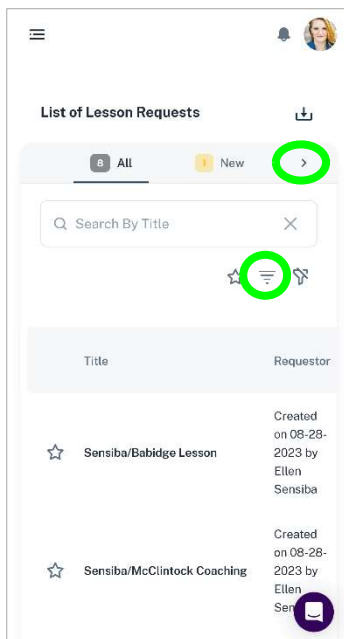 List of Lesson Requests
8 All 1 New
Search By Title
Title Requestor
Created
on 08-28-
2023 by
Ellen
Sensiba
Sensiba/Babidge Lesson
Created
on 08-28-
2023 by
Ellen
Sensiba/McClintock Coaching